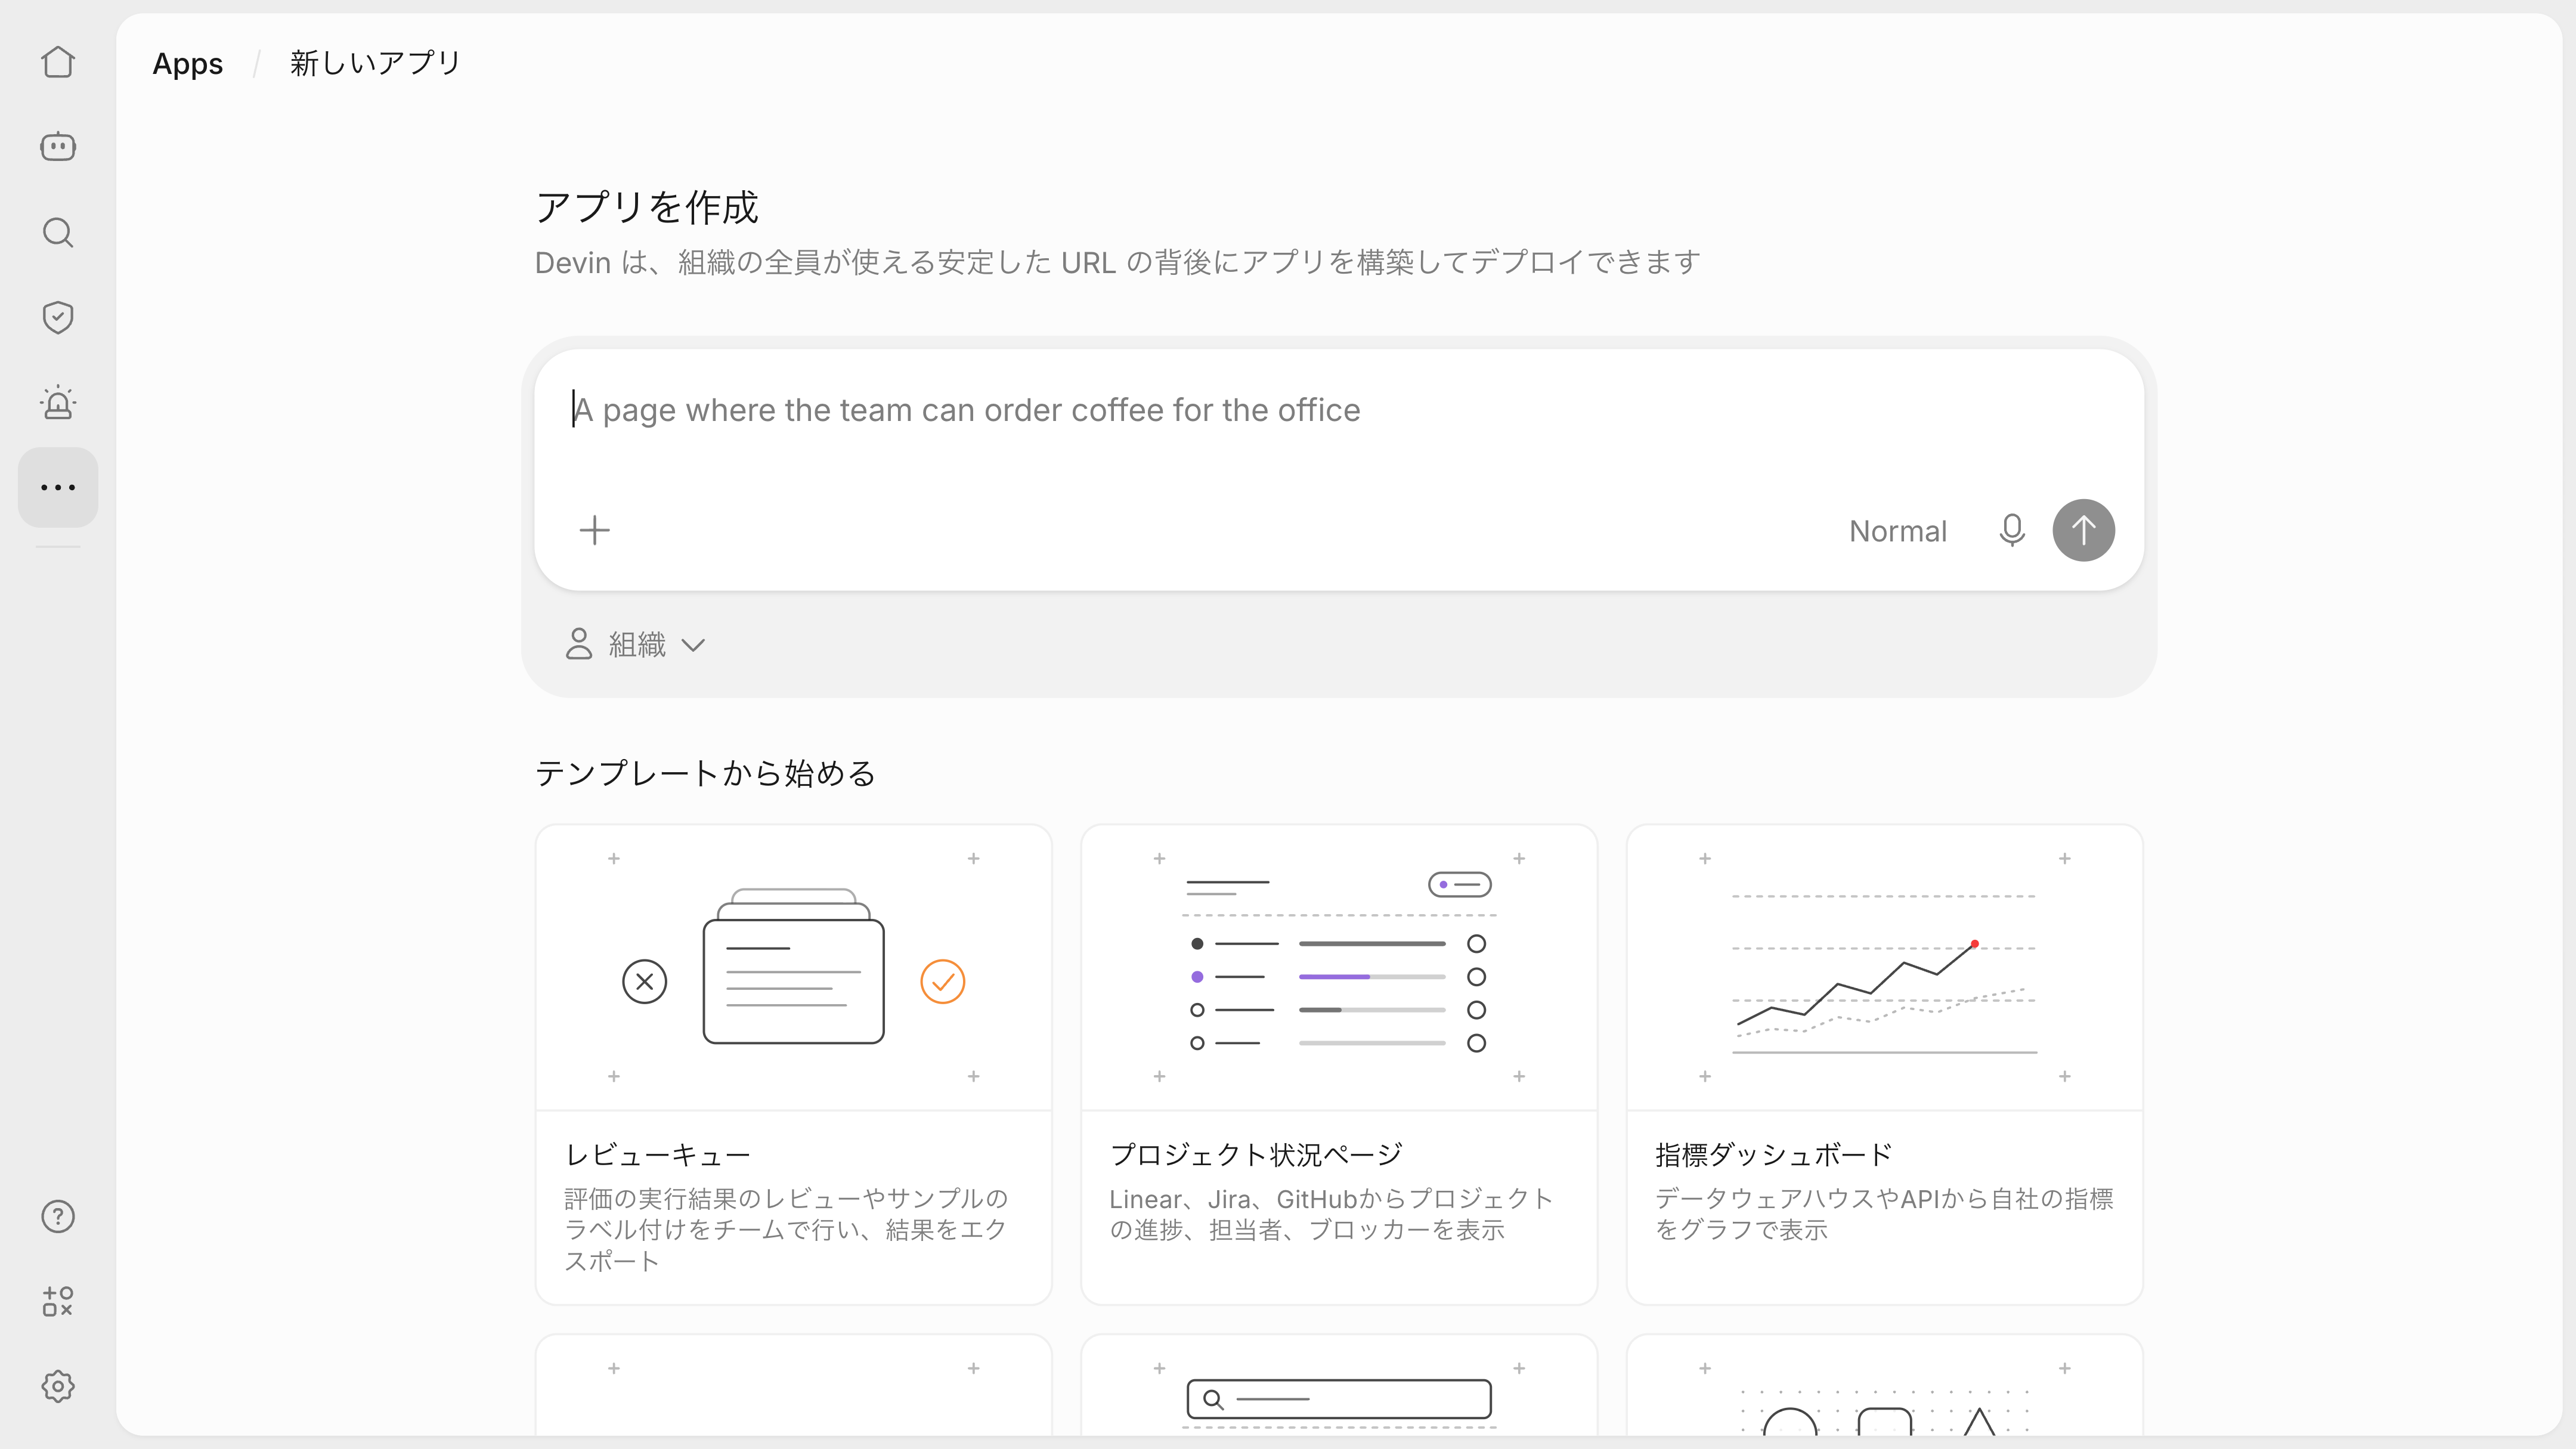 Apps / 新しいアプリ
アプリを作成
Devin は、組織の全員が使える安定した URL の背後にアプリを構築してデプロイできます
A page where the team can order coffee for the office
Normal
組織
テンプレートから始める
レビューキュー
評価の実行結果のレビューやサンプルの
ラベル付けをチームで行い、結果をエク
スポート
プロジェクト状況ページ
Linear、Jira、GitHubからプロジェクト
の進捗、担当者、ブロッカーを表示
指標ダッシュボード
データウェアハウスやAPIから自社の指標
をグラフで表示